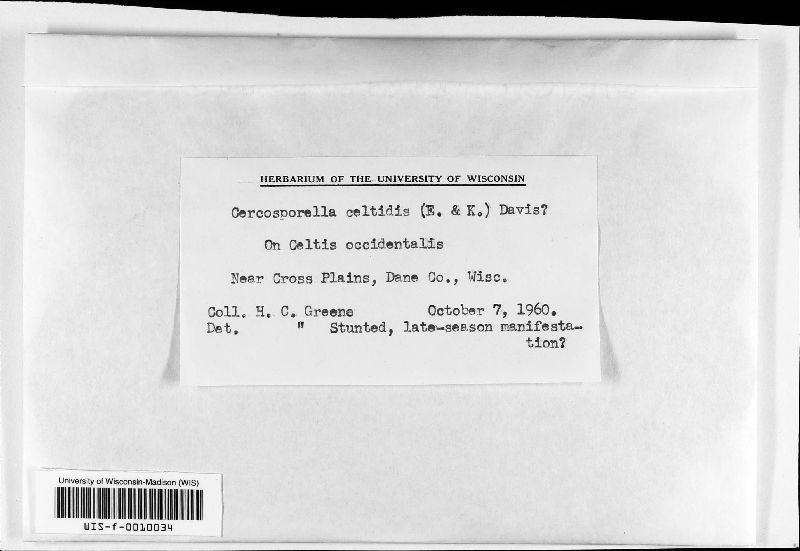 HERBARIUM OF THE UNIVERSITY OF WISCONSIN
Cercosporella celtidis (E. & K.) Davis?
On Celtis occidentalis
Near Cross Plains, Dane Co., Wisc.
Coll. H. C. Greene October 7, 1960.
Det. " Stunted, late-season manifesta-
tion?
University of Wisconsin-Madison (WIS)
WIS-f-0010034